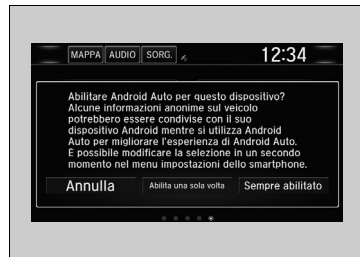 MAPPA AUDIO SORG. 12:34
Abilitare Android Auto per questo dispositivo?
Alcune informazioni anonime sul veicolo
potrebbero essere condivise con il suo
dispositivo Android mentre si utilizza Android
Auto per migliorare l'esperienza di Android Auto.
È possibile modificare la selezione in un secondo
momento nel menu impostazioni dello smartphone.
Annulla Abilita una sola volta Sempre abilitato